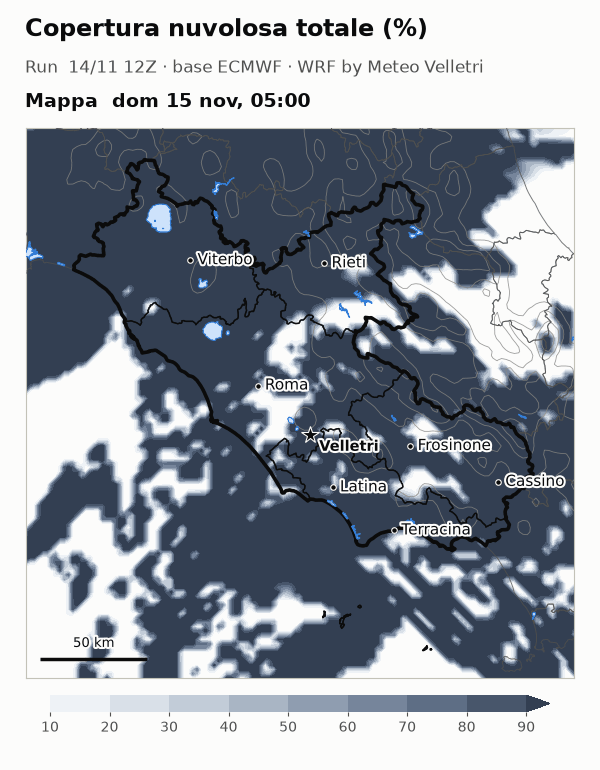 Copertura nuvolosa totale (%)
Run  14/11 12Z · base ECMWF · WRF by Meteo Velletri
Mappa  dom 15 nov, 05:00
Viterbo
Rieti
Roma
Velletri
Frosinone
Latina
Cassino
Terracina
50 km
10 20 30 40 50 60 70 80 90